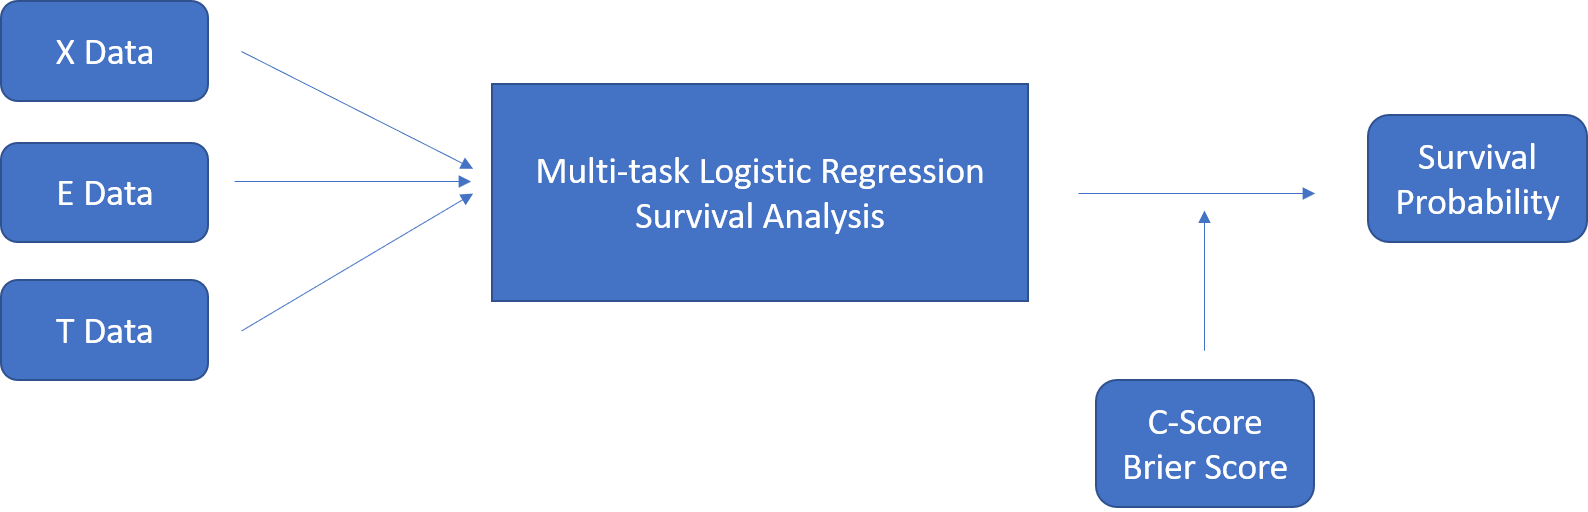 X Data
E Data
T Data
Multi-task Logistic Regression
Survival Analysis
Survival
Probability
C-Score
Brier Score